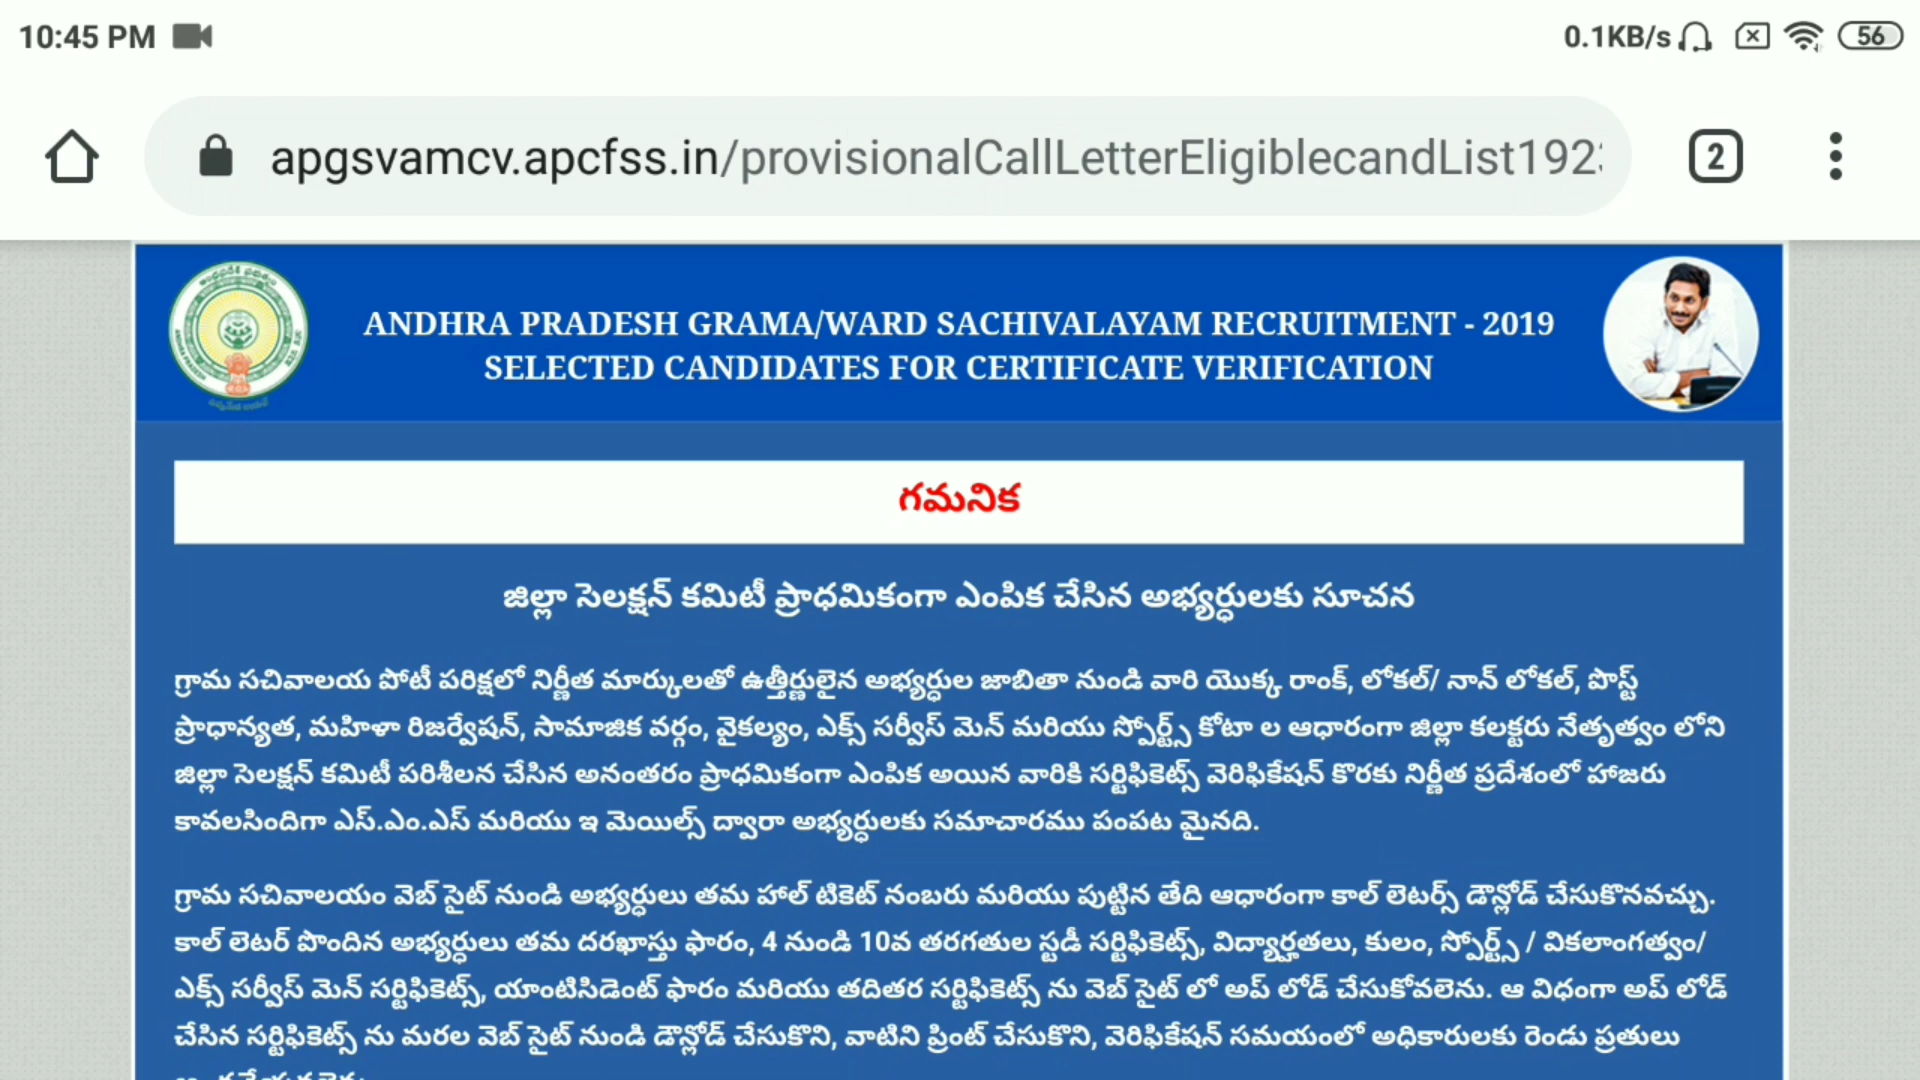 10:45 PM
0.1KB/s
56
apgsvamcv.apcfss.in/provisionalCallLetterEligiblecandList192
2
ANDHRA PRADESH GRAMA/WARD SACHIVALAYAM RECRUITMENT - 2019
SELECTED CANDIDATES FOR CERTIFICATE VERIFICATION
గమనిక
జిల్లా సెలక్షన్ కమిటీ ప్రాధమికంగా ఎంపిక చేసిన అభ్యర్ధులకు సూచన
గ్రామ సచివాలయ పోటీ పరిక్షలో నిర్ణీత మార్కులతో ఉత్తీర్ణులైన అభ్యర్ధుల జాబితా నుండి వారి యొక్క రాంక్, లోకల్/ నాన్ లోకల్, పొస్ట్
ప్రాధాన్యత, మహిళా రిజర్వేషన్, సామాజిక వర్గం, వైకల్యం, ఎక్స్ సర్వీస్ మెన్ మరియు స్పోర్ట్స్ కోటా ల ఆధారంగా జిల్లా కలక్టరు నేతృత్వం లోని
జిల్లా సెలక్షన్ కమిటీ పరిశీలన చేసిన అనంతరం ప్రాధమికంగా ఎంపిక అయిన వారికి సర్టిఫికెట్స్ వెరిఫికేషన్ కొరకు నిర్ణీత ప్రదేశంలో హాజరు
కావలసిందిగా ఎస్.ఎం.ఎస్ మరియు ఇ మెయిల్స్ ద్వారా అభ్యర్ధులకు సమాచారము పంపట మైనది.
గ్రామ సచివాలయం వెబ్ సైట్ నుండి అభ్యర్ధులు తమ హాల్ టికెట్ నంబరు మరియు పుట్టిన తేది ఆధారంగా కాల్ లెటర్స్ డౌన్లోడ్ చేసుకొనవచ్చు.
కాల్ లెటర్ పొందిన అభ్యర్ధులు తమ దరఖాస్తు ఫారం, 4 నుండి 10వ తరగతుల స్టడీ సర్టిఫికెట్స్, విద్యార్హతలు, కులం, స్పోర్ట్స్ / వికలాంగత్వం/
ఎక్స్ సర్వీస్ మెన్ సర్టిఫికెట్స్, యాంటిసిడెంట్ ఫారం మరియు తదితర సర్టిఫికెట్స్ ను వెబ్ సైట్ లో అప్ లోడ్ చేసుకోవలెను. ఆ విధంగా అప్ లోడ్
చేసిన సర్టిఫికెట్స్ ను మరల వెబ్ సైట్ నుండి డౌన్లోడ్ చేసుకొని, వాటిని ప్రింట్ చేసుకొని, వెరిఫికేషన్ సమయంలో అధికారులకు రెండు ప్రతులు